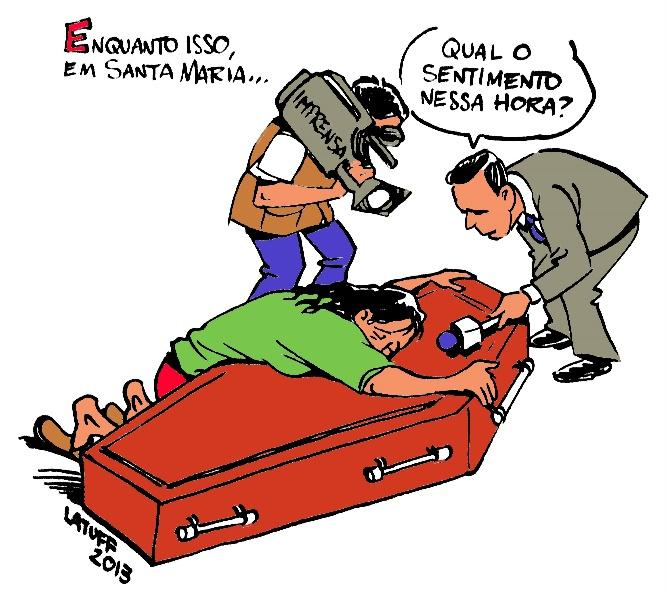 ENQUANTO ISSO,
EM SANTA MARIA...
QUAL O
SENTIMENTO
NESSA HORA?
IMPRENSA
LATUFF
2013